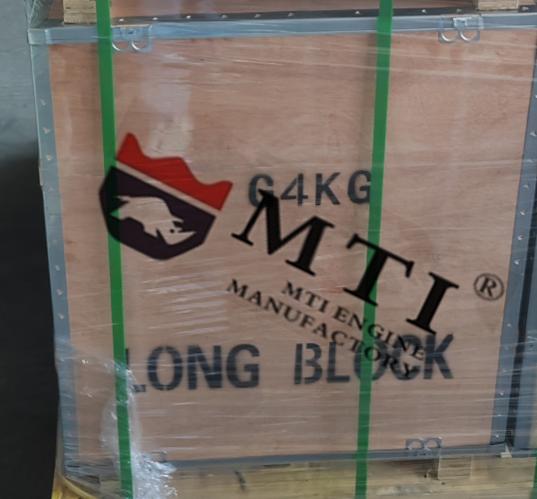 G4KG
MTI®
MTI ENGINE
MANUFACTORY
LONG BLOCK